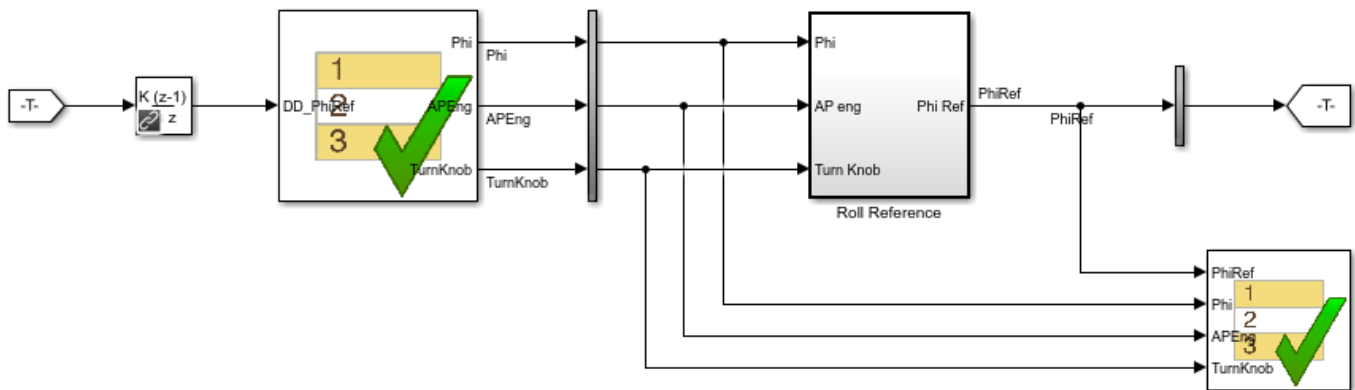 -T-
K (z-1)
z
DD_PhiRef
1
2
3
Phi
APEng
TurnKnob
Phi
APEng
TurnKnob
Phi
AP eng
Turn Knob
Phi Ref
Roll Reference
PhiRef
PhiRef
-T-
PhiRef
Phi
APEng
TurnKnob
1
2
3